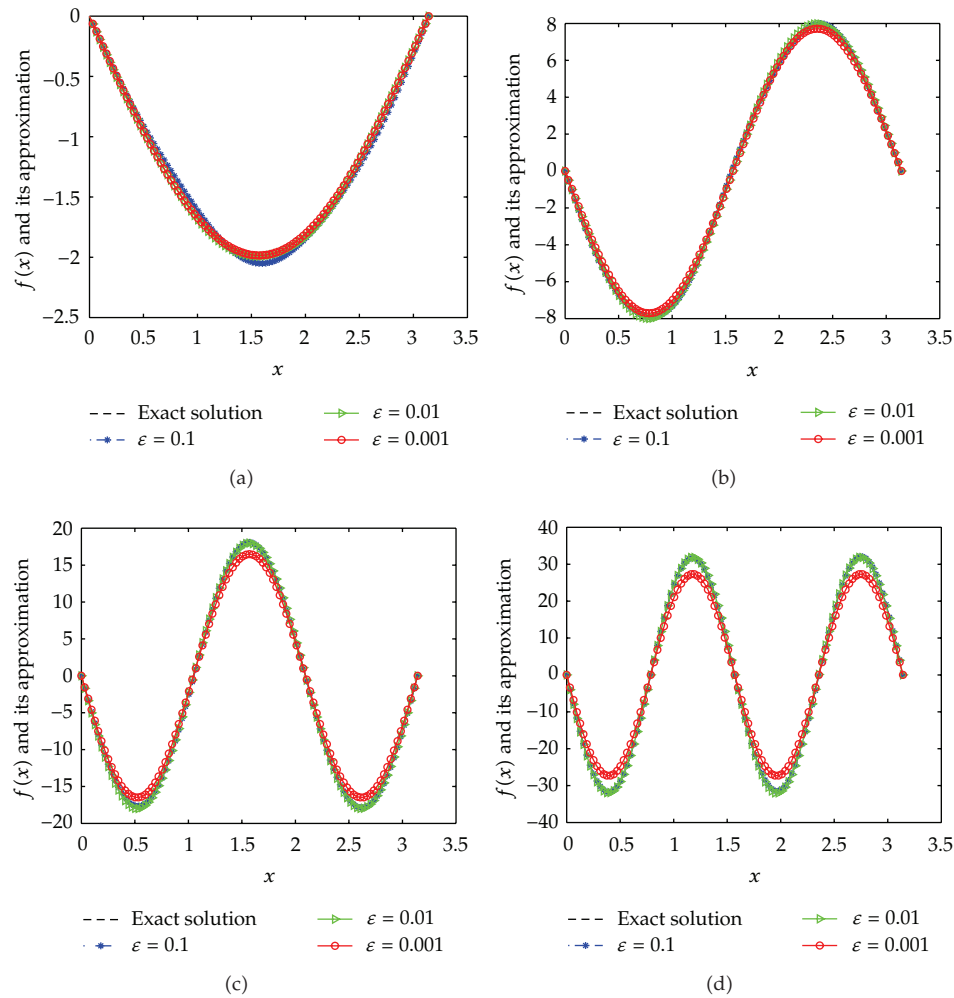 0
−0.5
−1
−1.5
−2
−2.5
0 0.5 1 1.5 2 2.5 3 3.5
f(x) and its approximation
x
Exact solution
ε = 0.1
ε = 0.01
ε = 0.001
(a)
8
6
4
2
0
−2
−4
−6
−8
0 0.5 1 1.5 2 2.5 3 3.5
f(x) and its approximation
x
Exact solution
ε = 0.1
ε = 0.01
ε = 0.001
(b)
20
15
10
5
0
−5
−10
−15
−20
0 0.5 1 1.5 2 2.5 3 3.5
f(x) and its approximation
x
Exact solution
ε = 0.1
ε = 0.01
ε = 0.001
(c)
40
30
20
10
0
−10
−20
−30
−40
0 0.5 1 1.5 2 2.5 3 3.5
f(x) and its approximation
x
Exact solution
ε = 0.1
ε = 0.01
ε = 0.001
(d)